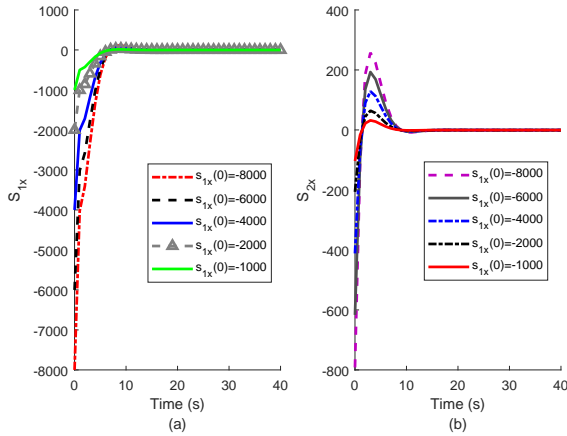 1000
0
-1000
-2000
-3000
-4000
-5000
-6000
-7000
-8000
S1x
0
10
20
30
40
Time (s)
(a)
s1x(0)=-8000
s1x(0)=-6000
s1x(0)=-4000
s1x(0)=-2000
s1x(0)=-1000
400
200
0
-200
-400
-600
-800
S2x
0
10
20
30
40
Time (s)
(b)
s1x(0)=-8000
s1x(0)=-6000
s1x(0)=-4000
s1x(0)=-2000
s1x(0)=-1000